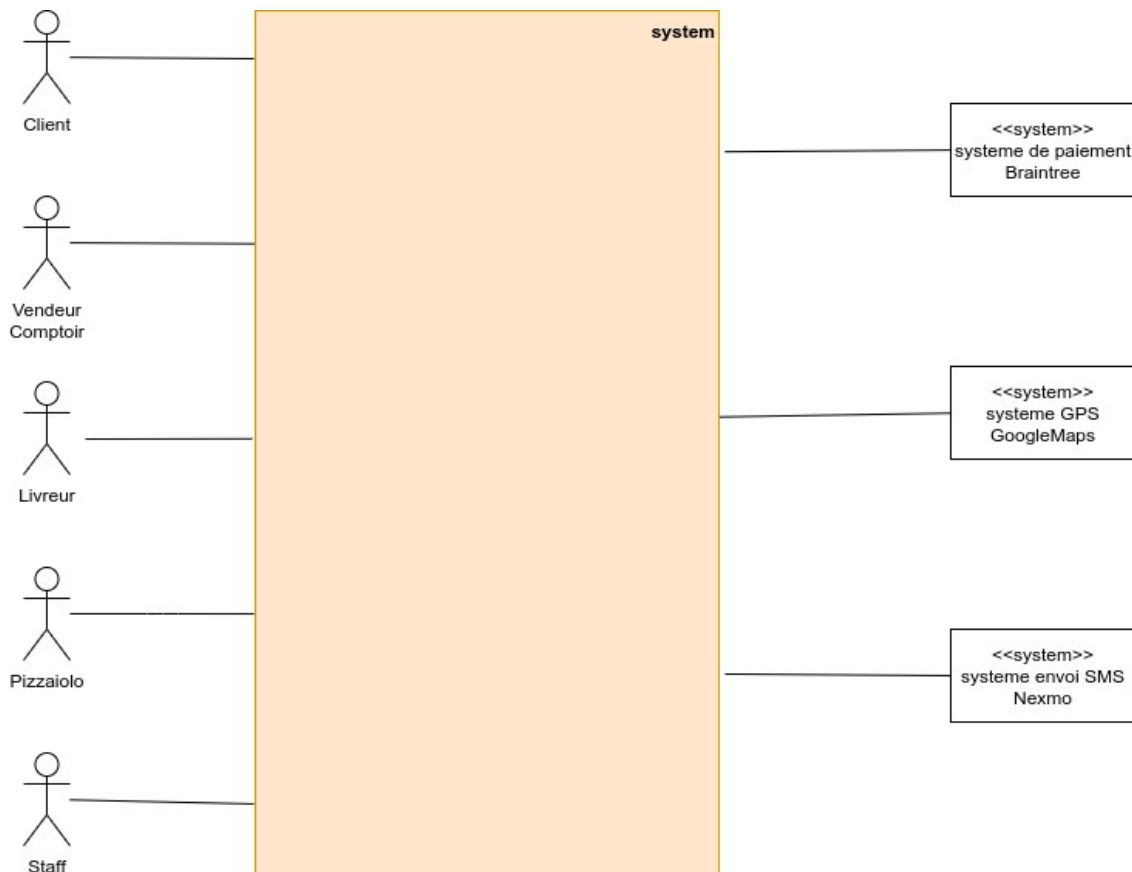 system
Client
Vendeur
Comptoir
Livreur
Pizzaiolo
Staff
<<system>>
systeme de paiement
Braintree
<<system>>
systeme GPS
GoogleMaps
<<system>>
systeme envoi SMS
Nexmo